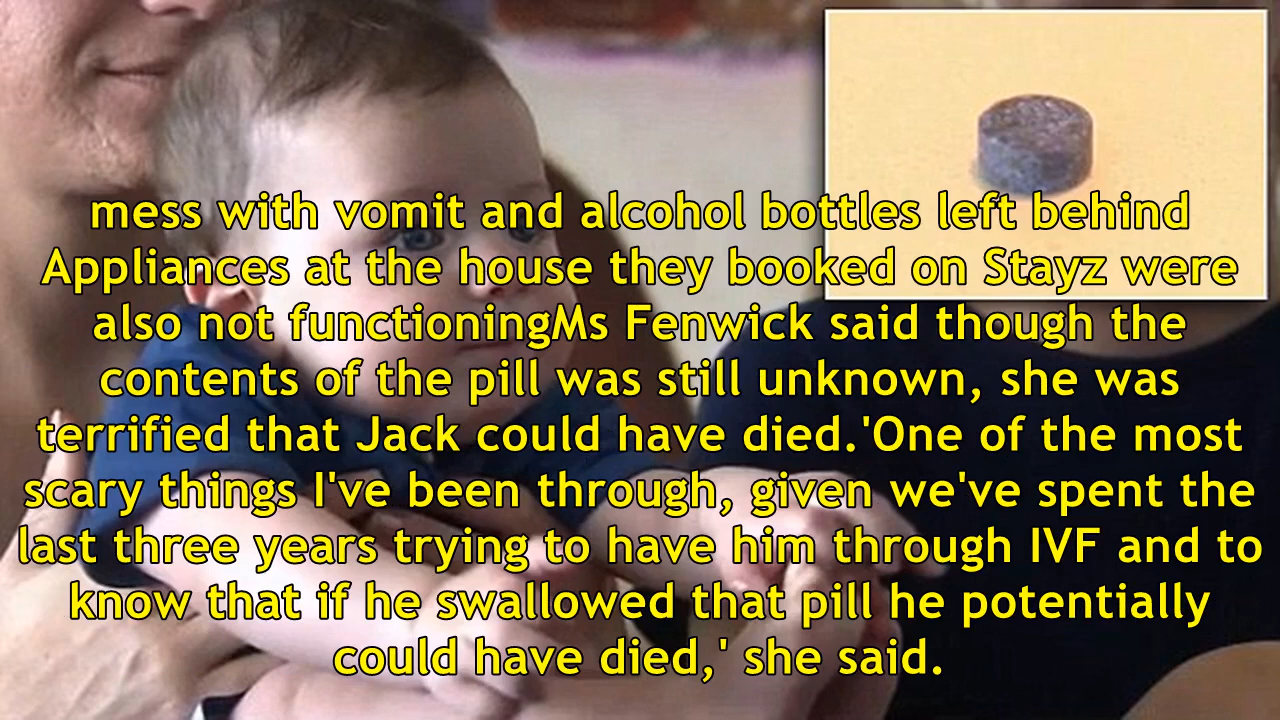 mess with vomit and alcohol bottles left behind
Appliances at the house they booked on Stayz were
also not functioningMs Fenwick said though the
contents of the pill was still unknown, she was
terrified that Jack could have died.'One of the most
scary things I've been through, given we've spent the
last three years trying to have him through IVF and to
know that if he swallowed that pill he potentially
could have died,' she said.